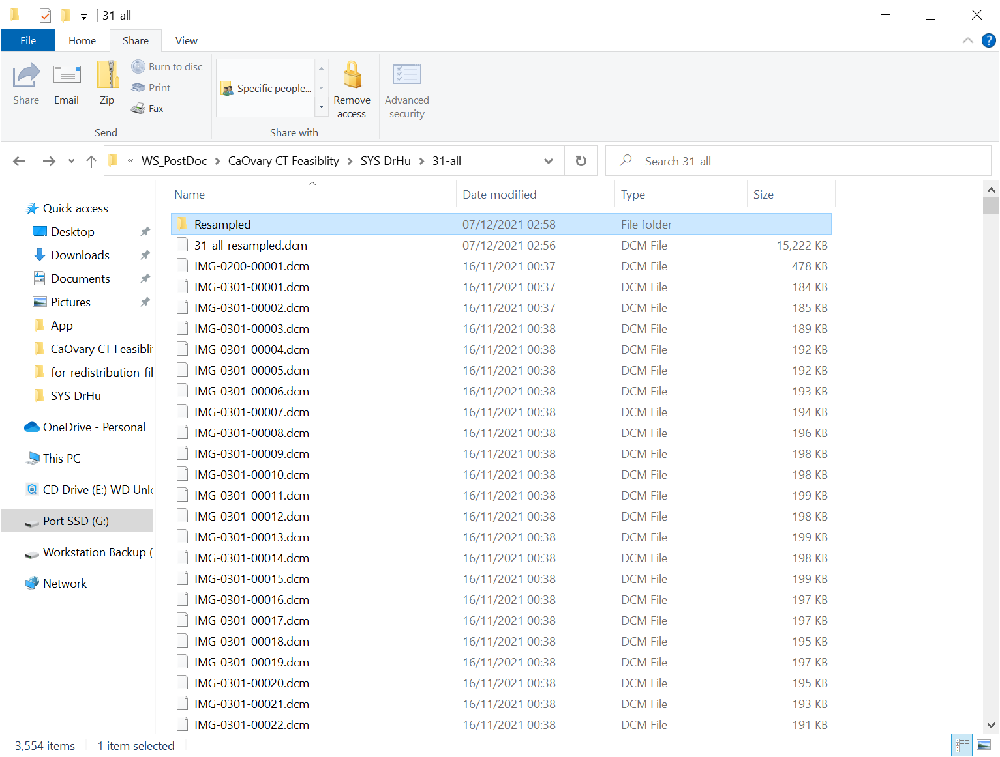 31-all
File Home Share View
Share Email Zip Burn to disc Print Fax
Send
Specific people...
Remove access
Share with
Advanced security
« WS_PostDoc > CaOvary CT Feasiblity > SYS DrHu > 31-all
Search 31-all
Quick access
Desktop
Downloads
Documents
Pictures
App
CaOvary CT Feasiblit
for_redistribution_fil
SYS DrHu
OneDrive - Personal
This PC
CD Drive (E:) WD Unlo
Port SSD (G:)
Workstation Backup (
Network
Name Date modified Type Size
Resampled 07/12/2021 02:58 File folder
31-all_resampled.dcm 07/12/2021 02:56 DCM File 15,222 KB
IMG-0200-00001.dcm 16/11/2021 00:37 DCM File 478 KB
IMG-0301-00001.dcm 16/11/2021 00:37 DCM File 184 KB
IMG-0301-00002.dcm 16/11/2021 00:37 DCM File 185 KB
IMG-0301-00003.dcm 16/11/2021 00:38 DCM File 189 KB
IMG-0301-00004.dcm 16/11/2021 00:38 DCM File 192 KB
IMG-0301-00005.dcm 16/11/2021 00:38 DCM File 192 KB
IMG-0301-00006.dcm 16/11/2021 00:38 DCM File 193 KB
IMG-0301-00007.dcm 16/11/2021 00:38 DCM File 194 KB
IMG-0301-00008.dcm 16/11/2021 00:38 DCM File 196 KB
IMG-0301-00009.dcm 16/11/2021 00:38 DCM File 198 KB
IMG-0301-00010.dcm 16/11/2021 00:38 DCM File 198 KB
IMG-0301-00011.dcm 16/11/2021 00:38 DCM File 199 KB
IMG-0301-00012.dcm 16/11/2021 00:38 DCM File 198 KB
IMG-0301-00013.dcm 16/11/2021 00:38 DCM File 199 KB
IMG-0301-00014.dcm 16/11/2021 00:38 DCM File 198 KB
IMG-0301-00015.dcm 16/11/2021 00:38 DCM File 199 KB
IMG-0301-00016.dcm 16/11/2021 00:38 DCM File 197 KB
IMG-0301-00017.dcm 16/11/2021 00:38 DCM File 197 KB
IMG-0301-00018.dcm 16/11/2021 00:38 DCM File 195 KB
IMG-0301-00019.dcm 16/11/2021 00:38 DCM File 197 KB
IMG-0301-00020.dcm 16/11/2021 00:38 DCM File 195 KB
IMG-0301-00021.dcm 16/11/2021 00:38 DCM File 193 KB
IMG-0301-00022.dcm 16/11/2021 00:38 DCM File 191 KB
3,554 items 1 item selected